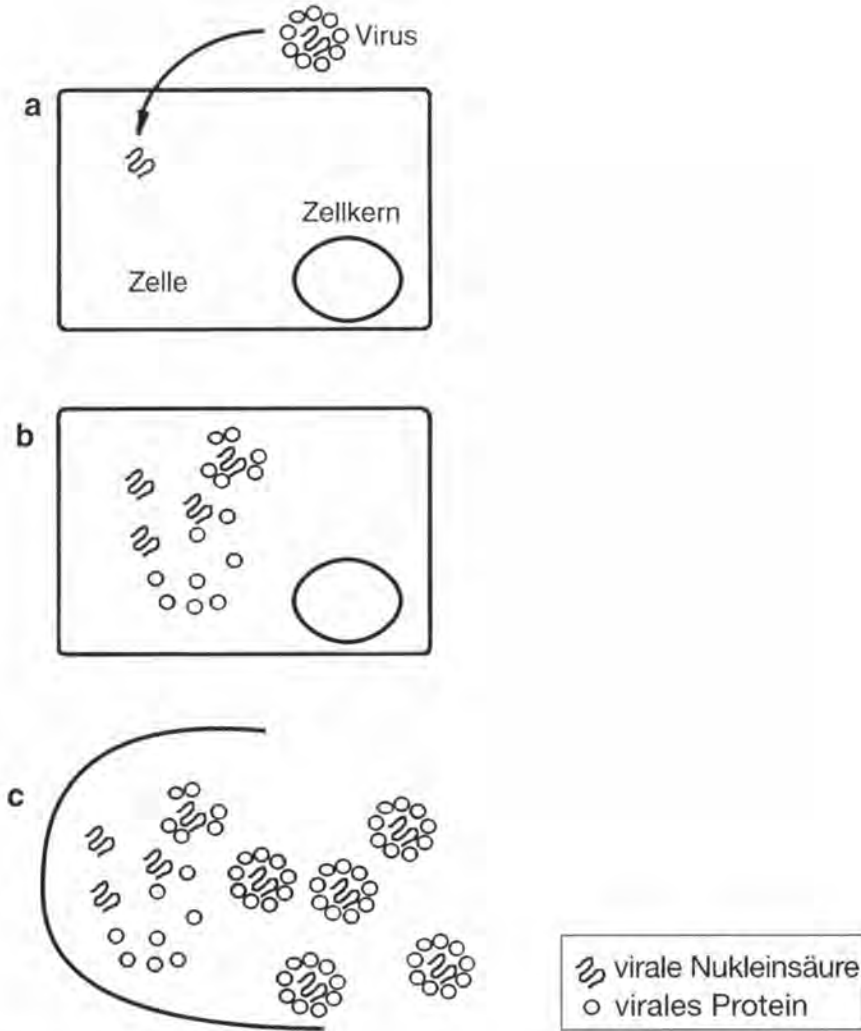 Virus
a
Zellkern
Zelle
b
c
virale Nukleinsäure
virales Protein